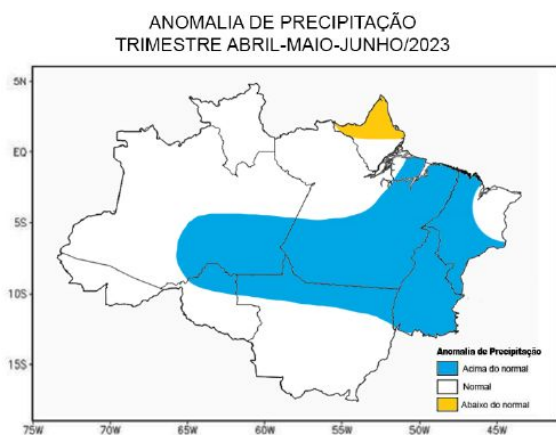 ANOMALIA DE PRECIPITAÇÃO
TRIMESTRE ABRIL-MAIO-JUNHO/2023
5N
EQ
5S
10S
15S
Anomalia de Precipitação
Acima do normal
Normal
Abaixo do normal
75W 70W 65W 60W 55W 50W 45W